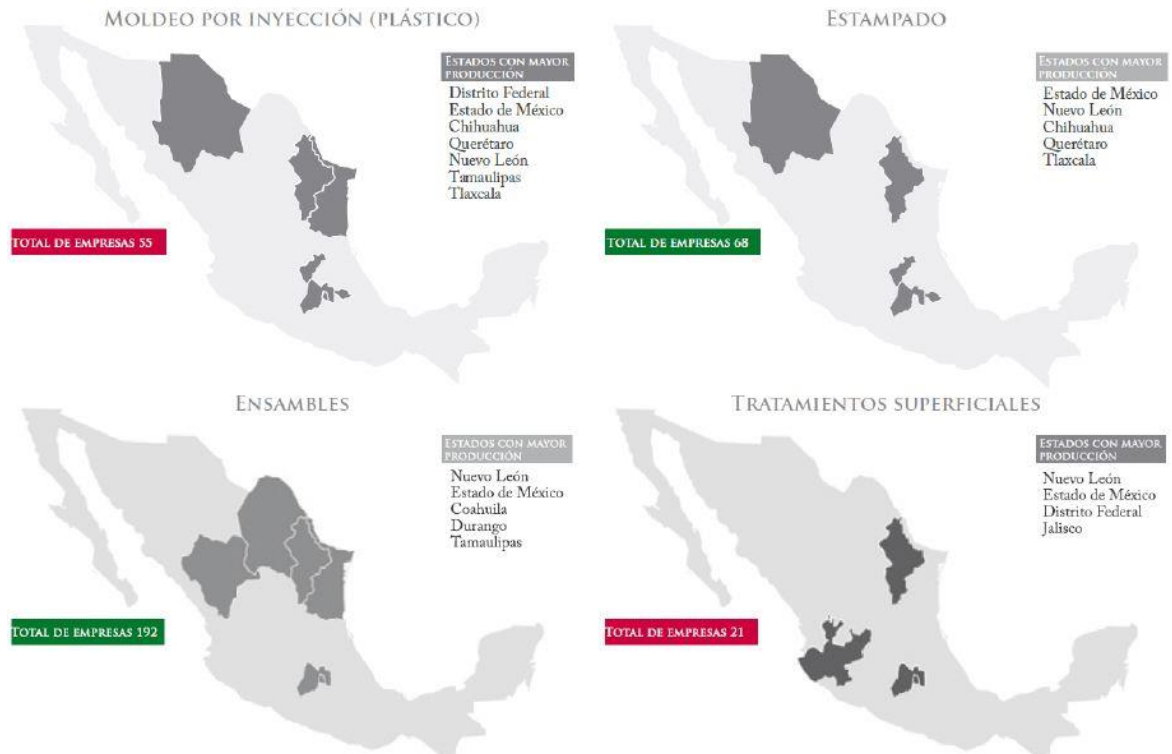 MOLDEO POR INYECCIÓN (PLÁSTICO)
ESTADOS CON MAYOR
PRODUCCIÓN
Distrito Federal
Estado de México
Chihuahua
Querétaro
Nuevo León
Tamaulipas
Tlaxcala
TOTAL DE EMPRESAS 55
ESTAMPADO
ESTADOS CON MAYOR
PRODUCCIÓN
Estado de México
Nuevo León
Chihuahua
Querétaro
Tlaxcala
TOTAL DE EMPRESAS 68
ENSAMBLES
ESTADOS CON MAYOR
PRODUCCIÓN
Nuevo León
Estado de México
Coahuila
Durango
Tamaulipas
TOTAL DE EMPRESAS 192
TRATAMIENTOS SUPERFICIALES
ESTADOS CON MAYOR
PRODUCCIÓN
Nuevo León
Estado de México
Distrito Federal
Jalisco
TOTAL DE EMPRESAS 21